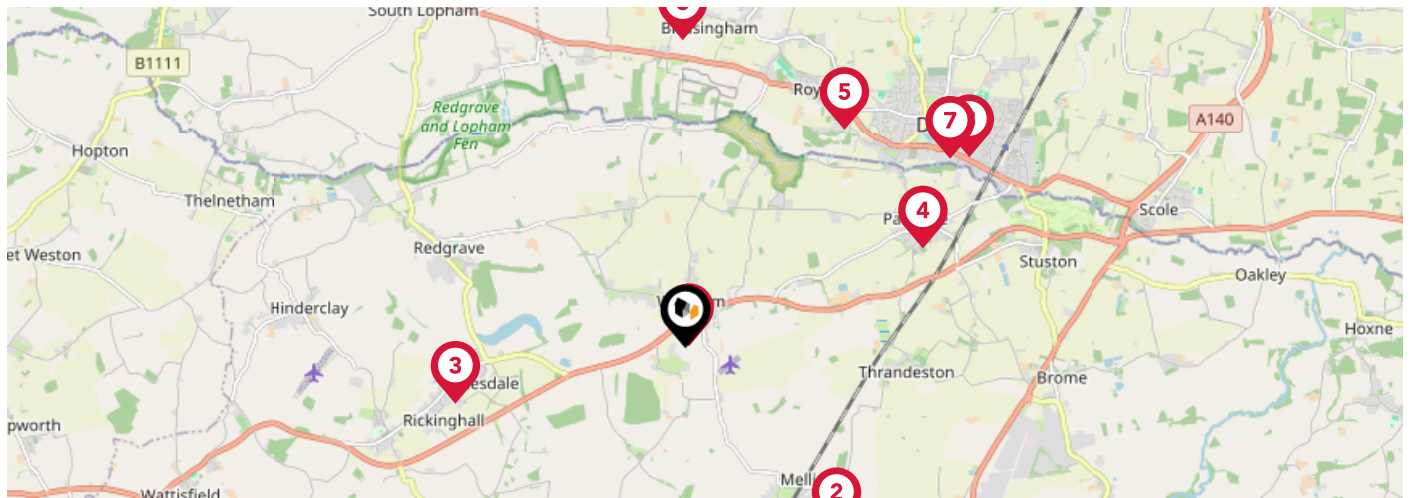 South Lopham
B1111
5
7
A140
Redgrave
and Lopham
Fen
Hopton
Thelnetham
4
Scole
Redgrave
et Weston
Stuston
Oakley
Hinderclay
Hoxne
3
Thrandeston
Brome
Rickinghall
pworth
Wattisfield
2